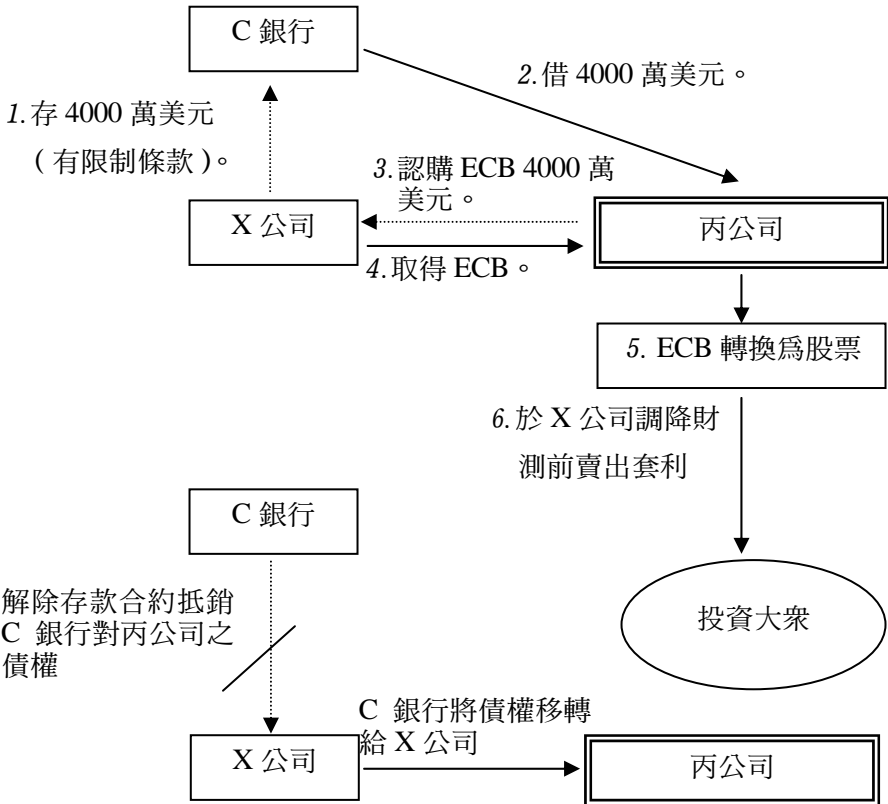 C 銀行
2.借 4000 萬美元。
1.存 4000 萬美元
（有限制條款）。
3.認購 ECB 4000 萬
美元。
X 公司
丙公司
4.取得 ECB。
5. ECB 轉換為股票
6.於 X 公司調降財
測前賣出套利
C 銀行
解除存款合約抵銷
C 銀行對丙公司之
債權
投資大眾
C 銀行將債權移轉
給 X 公司
X 公司
丙公司